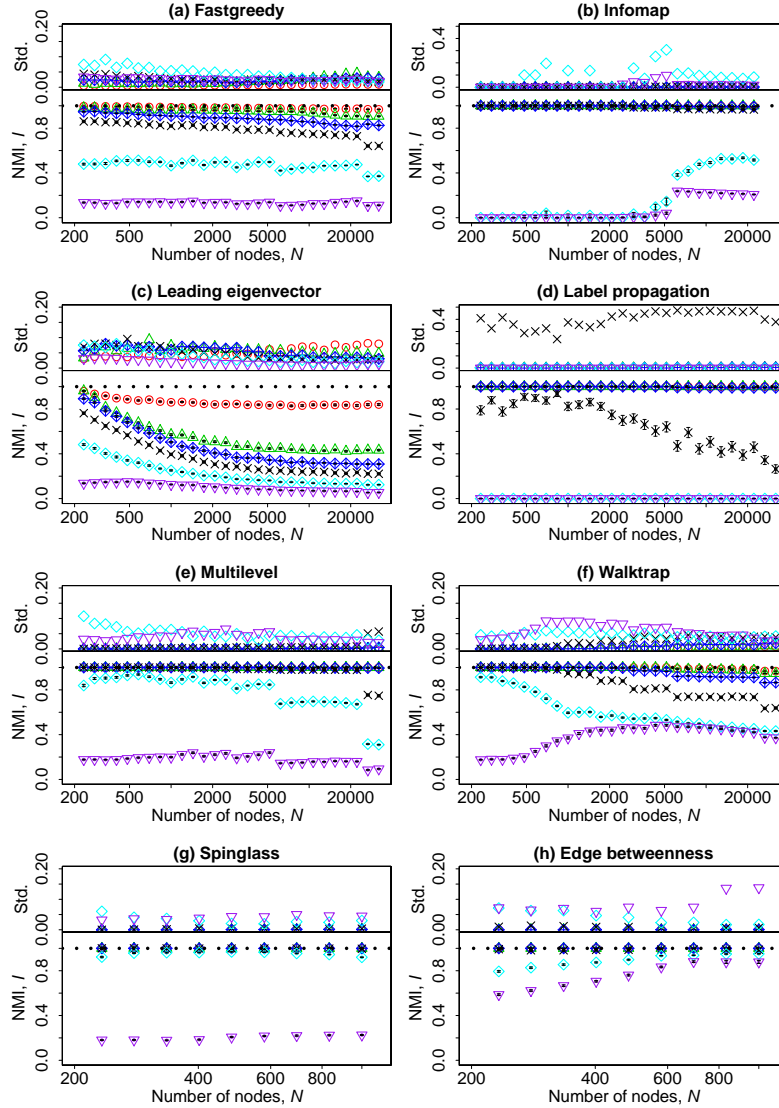 (a) Fastgreedy
Std.
0.20
0.00
NMI, I
0.8
0.4
0.0
200 500 2000 5000 20000
Number of nodes, N
(b) Infomap
Std.
0.20
0.00
NMI, I
0.8
0.4
0.0
200 500 2000 5000 20000
Number of nodes, N
(c) Leading eigenvector
Std.
0.20
0.00
NMI, I
0.8
0.4
0.0
200 500 2000 5000 20000
Number of nodes, N
(d) Label propagation
Std.
0.4
0.2
0.0
NMI, I
0.8
0.4
0.0
200 500 2000 5000 20000
Number of nodes, N
(e) Multilevel
Std.
0.20
0.00
NMI, I
0.8
0.4
0.0
200 500 2000 5000 20000
Number of nodes, N
(f) Walktrap
Std.
0.20
0.00
NMI, I
0.8
0.4
0.0
200 500 2000 5000 20000
Number of nodes, N
(g) Spinglass
Std.
0.20
0.00
NMI, I
0.8
0.4
0.0
200 400 600 800
Number of nodes, N
(h) Edge betweenness
Std.
0.20
0.00
NMI, I
0.8
0.4
0.0
200 400 600 800
Number of nodes, N